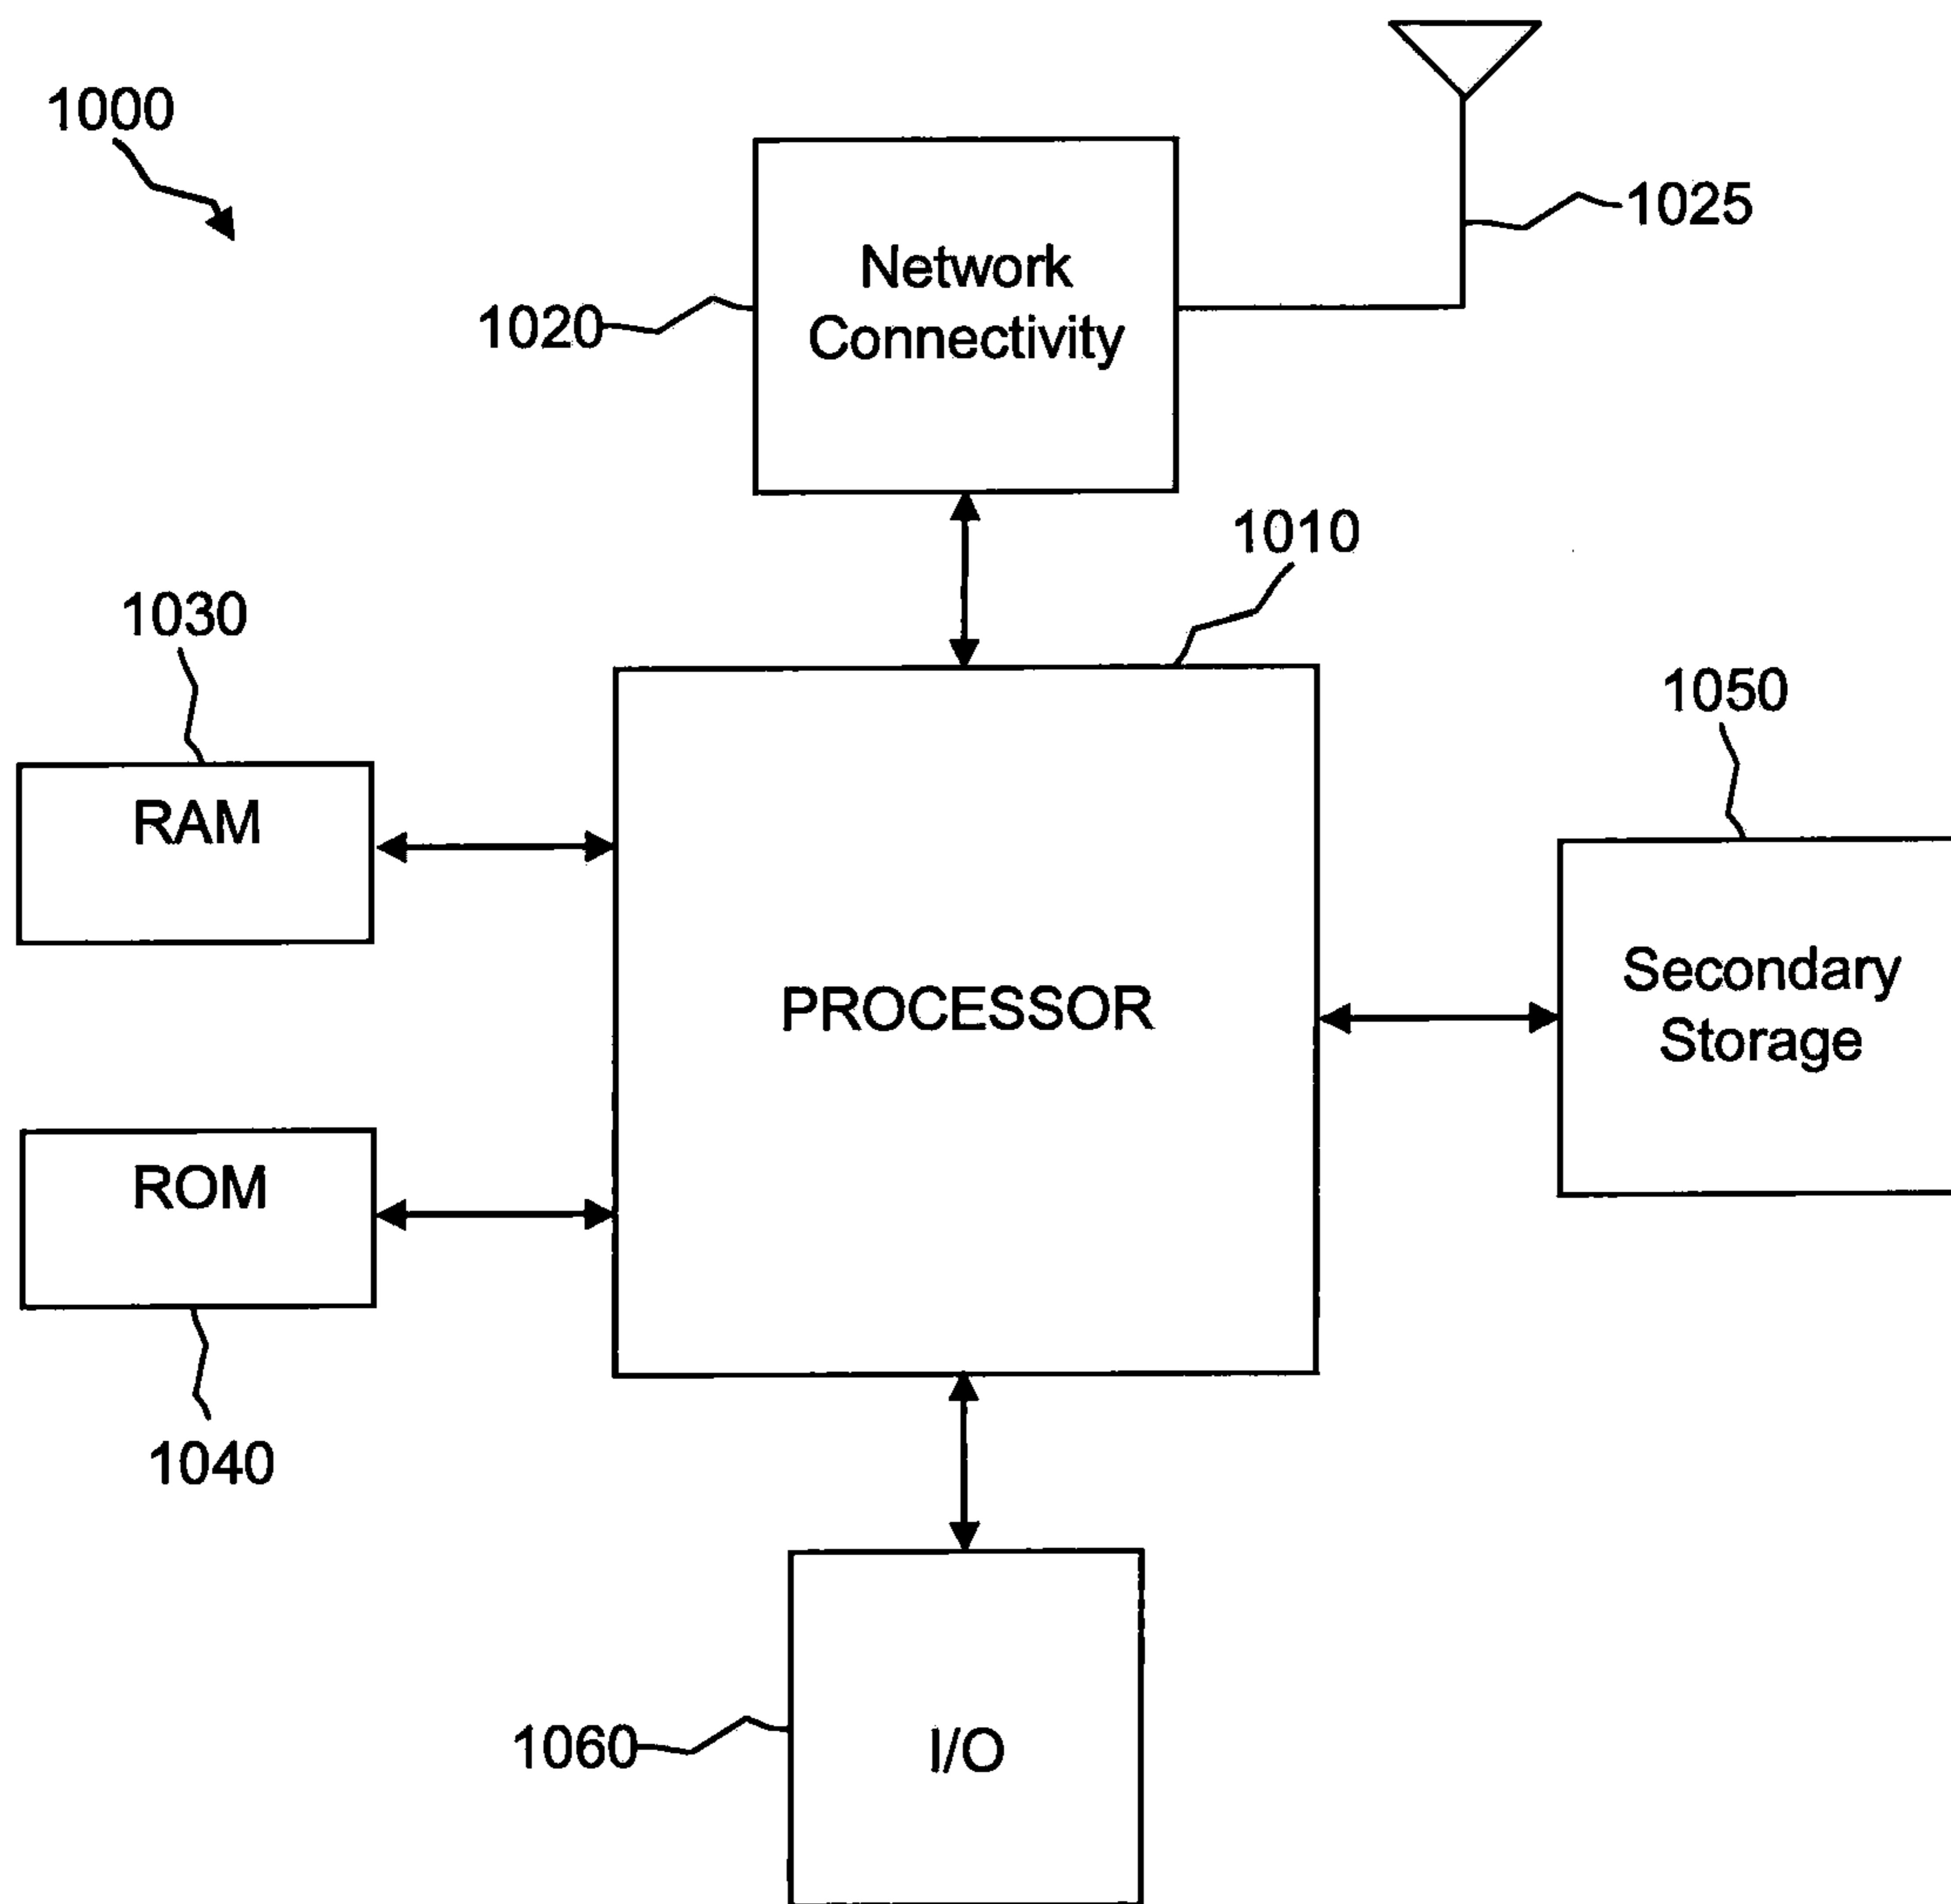 1000
1025
Network
Connectivity
1020
1010
1030
1050
RAM
Secondary
Storage
PROCESSOR
ROM
1040
1060
I/O